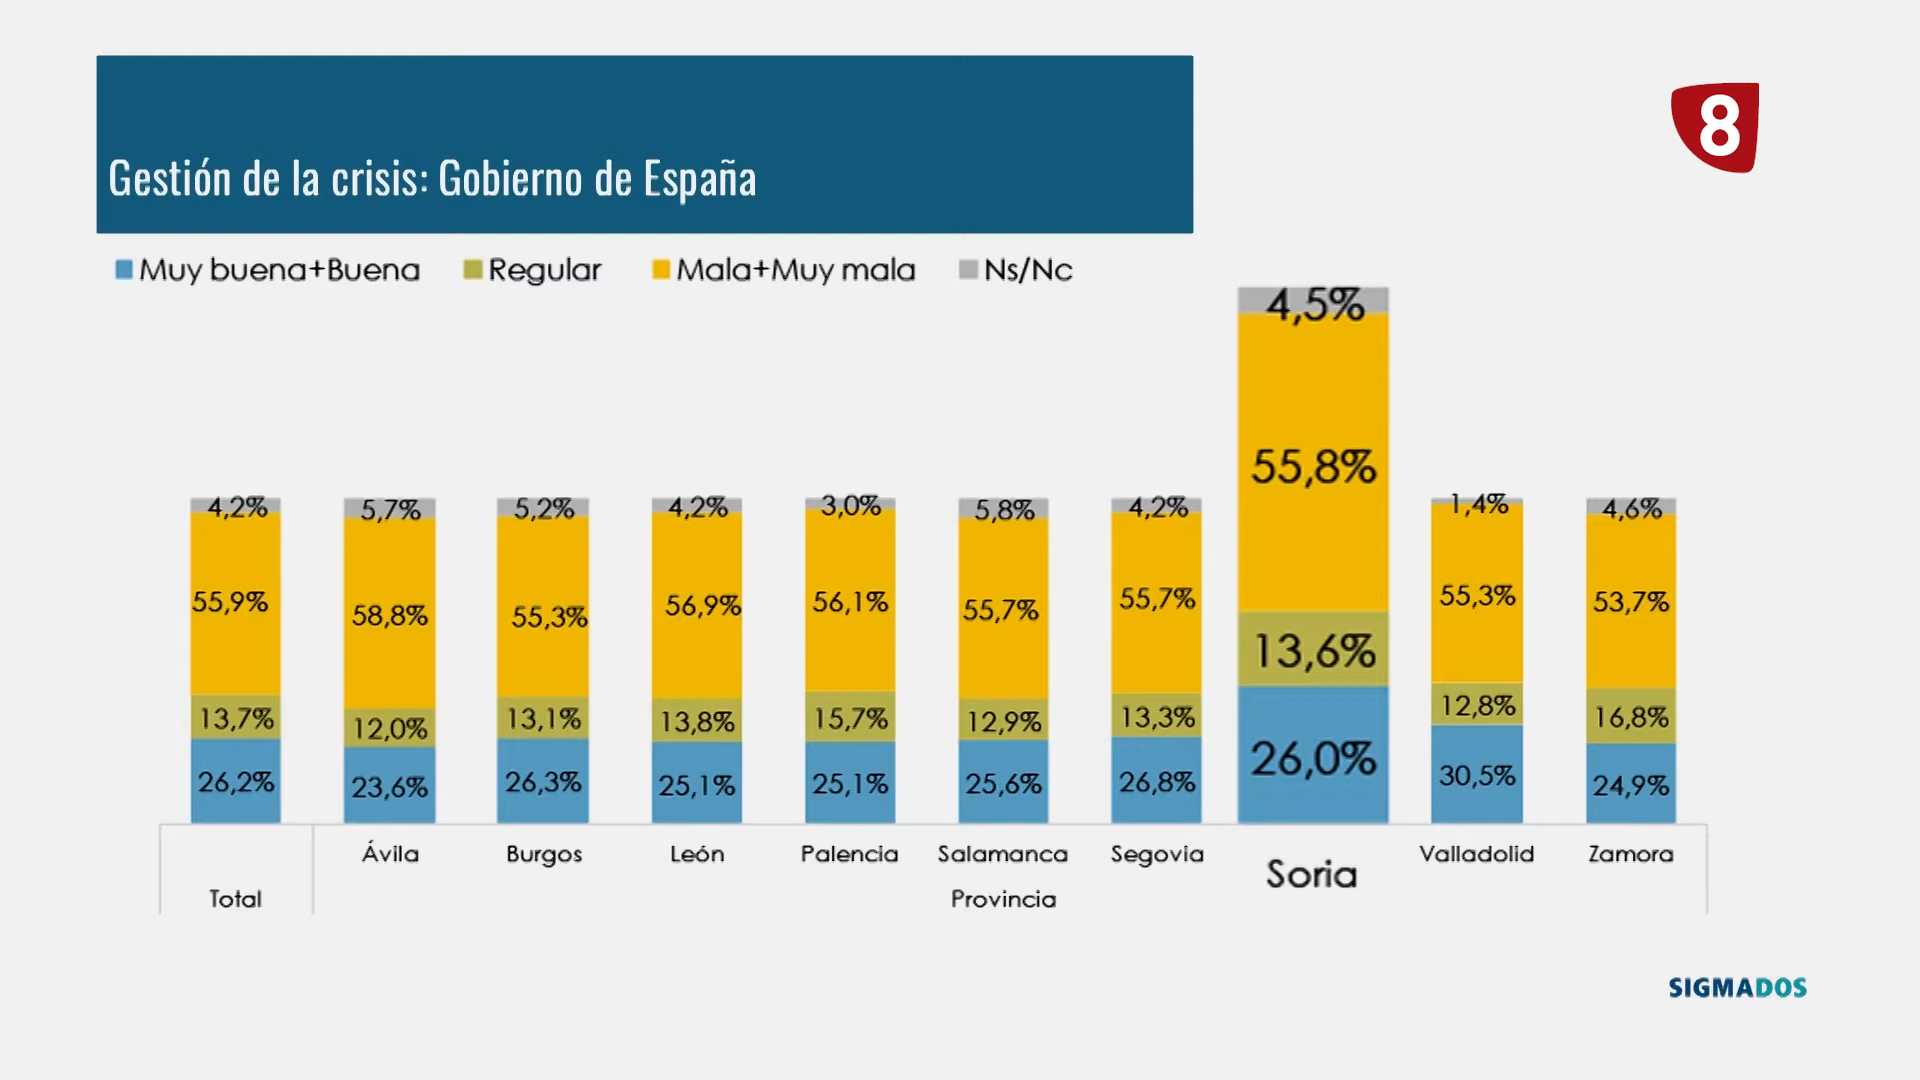 8
Gestión de la crisis: Gobierno de España
Muy buena+Buena Regular Mala+Muy mala Ns/Nc
4,2% 5,7% 5,2% 4,2% 3,0% 5,8% 4,2% 4,5% 1,4% 4,6%
55,9% 58,8% 55,3% 56,9% 56,1% 55,7% 55,7% 55,8% 55,3% 53,7%
13,7% 12,0% 13,1% 13,8% 15,7% 12,9% 13,3% 13,6% 12,8% 16,8%
26,2% 23,6% 26,3% 25,1% 25,1% 25,6% 26,8% 26,0% 30,5% 24,9%
Ávila Burgos León Palencia Salamanca Segovia Soria Valladolid Zamora
Total Provincia
SIGMADOS